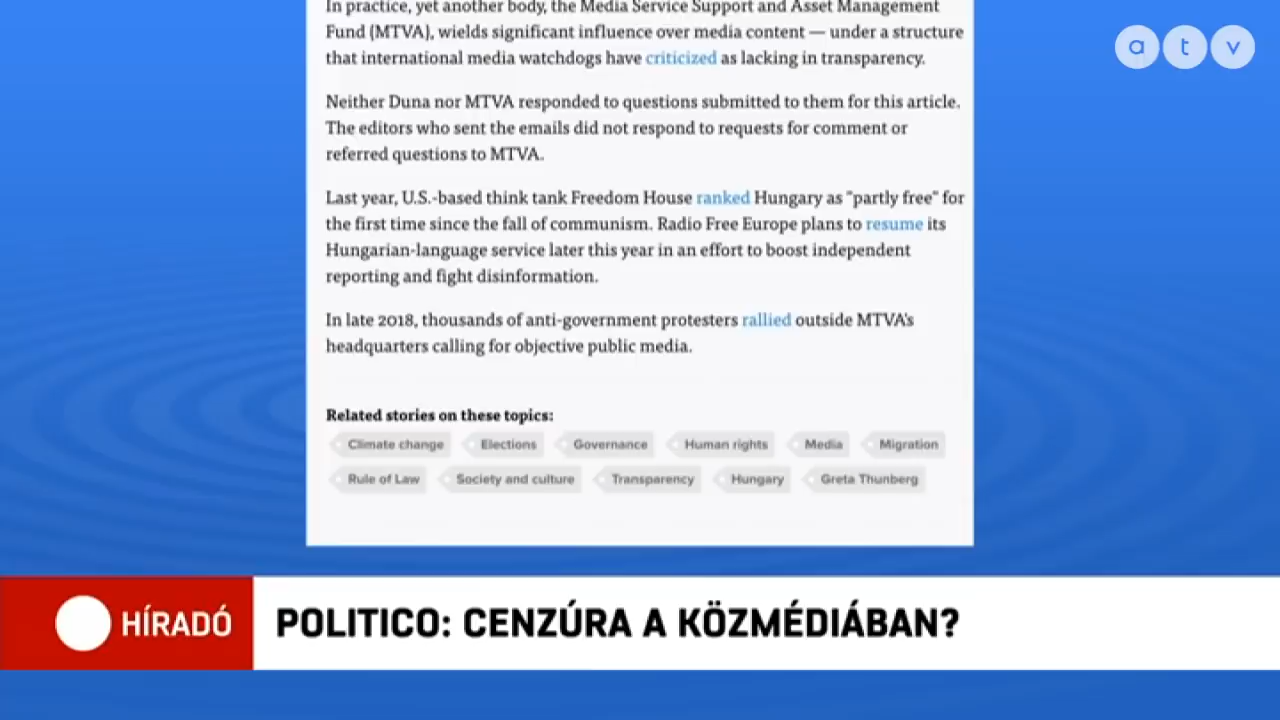 In practice, yet another body, the Media Service Support and Asset Management
Fund (MTVA), wields significant influence over media content — under a structure
that international media watchdogs have criticized as lacking in transparency.
Neither Duna nor MTVA responded to questions submitted to them for this article.
The editors who sent the emails did not respond to requests for comment or
referred questions to MTVA.
Last year, U.S.-based think tank Freedom House ranked Hungary as "partly free" for
the first time since the fall of communism. Radio Free Europe plans to resume its
Hungarian-language service later this year in an effort to boost independent
reporting and fight disinformation.
In late 2018, thousands of anti-government protesters rallied outside MTVA's
headquarters calling for objective public media.
Related stories on these topics:
Climate change Elections Governance Human rights Media Migration
Rule of Law Society and culture Transparency Hungary Greta Thunberg
atv
HÍRADÓ
POLITICO: CENZÚRA A KÖZMÉDIÁBAN?